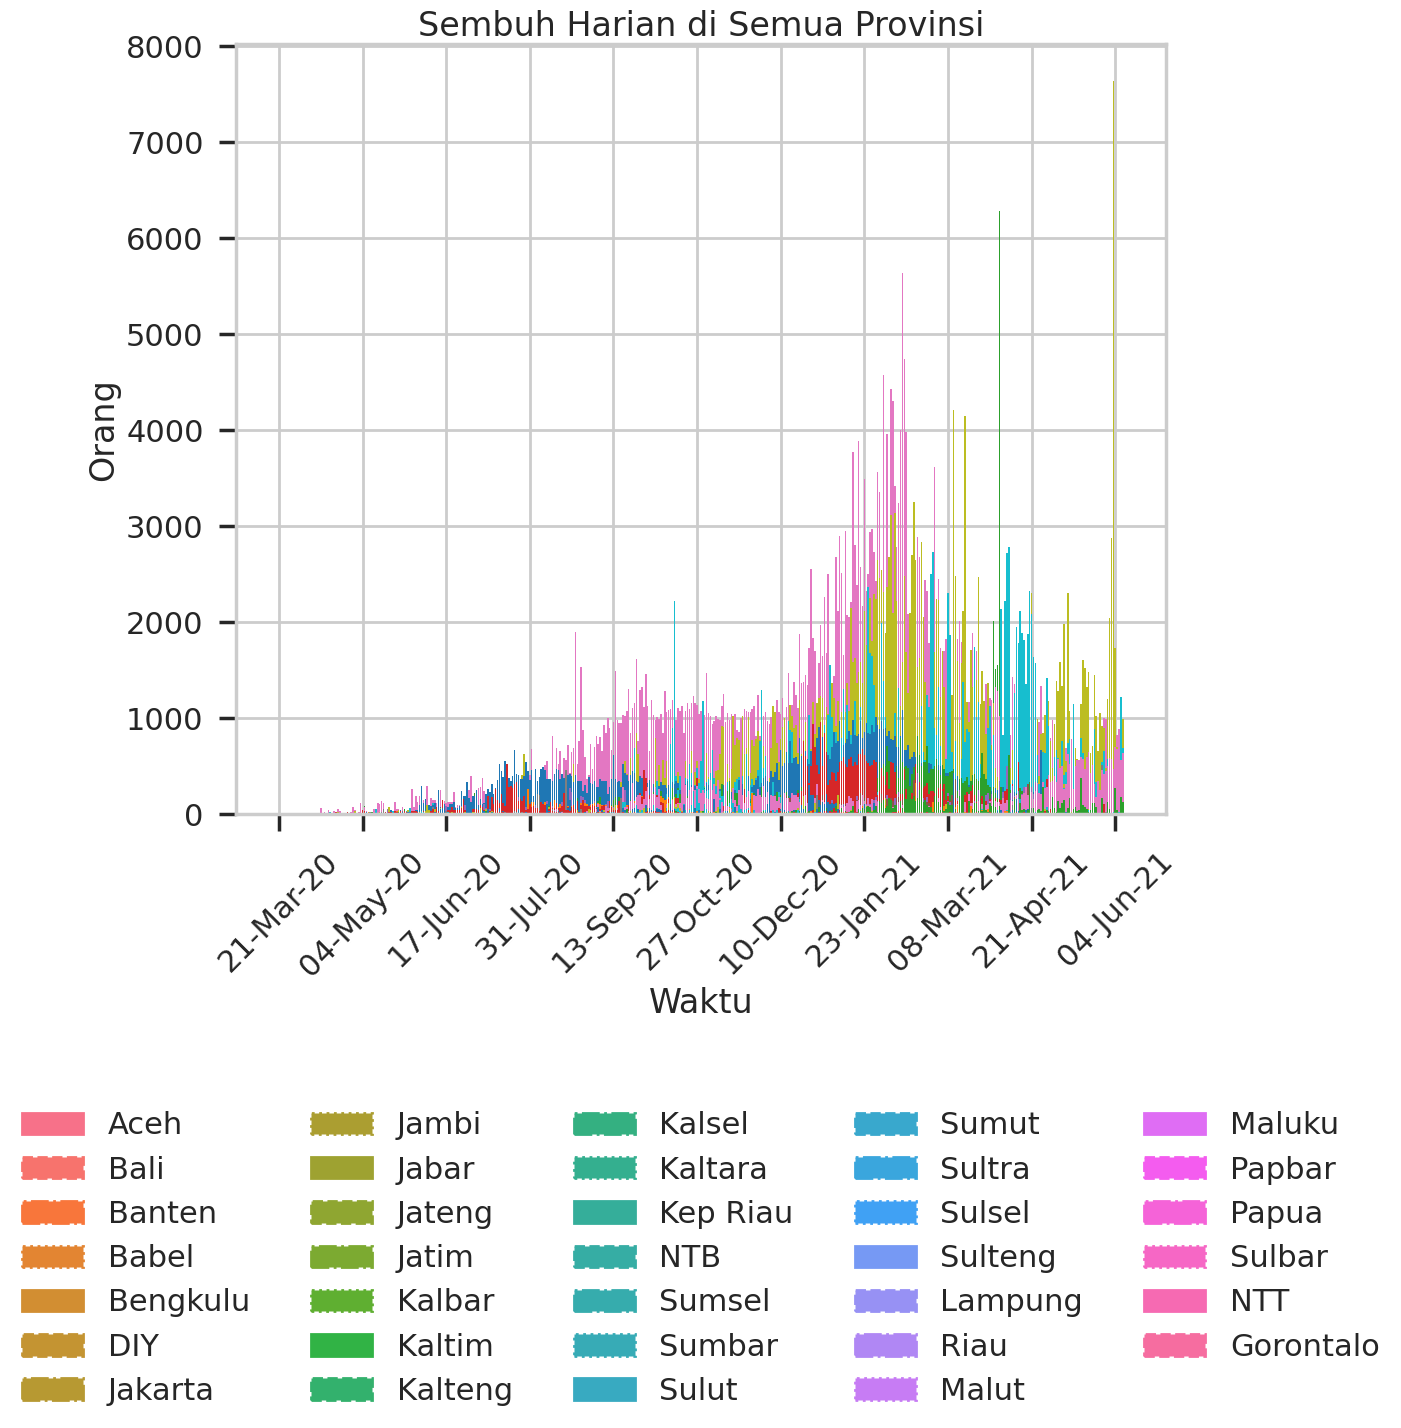 Sembuh Harian di Semua Provinsi
8000
7000
6000
5000
4000
3000
2000
1000
0
Orang
21-Mar-20
04-May-20
17-Jun-20
31-Jul-20
13-Sep-20
27-Oct-20
10-Dec-20
23-Jan-21
08-Mar-21
21-Apr-21
04-Jun-21
Waktu
Aceh
Bali
Banten
Babel
Bengkulu
DIY
Jakarta
Jambi
Jabar
Jateng
Jatim
Kalbar
Kaltim
Kalteng
Kalsel
Kaltara
Kep Riau
NTB
Sumsel
Sumbar
Sulut
Sumut
Sultra
Sulsel
Sulteng
Lampung
Riau
Malut
Maluku
Papbar
Papua
Sulbar
NTT
Gorontalo